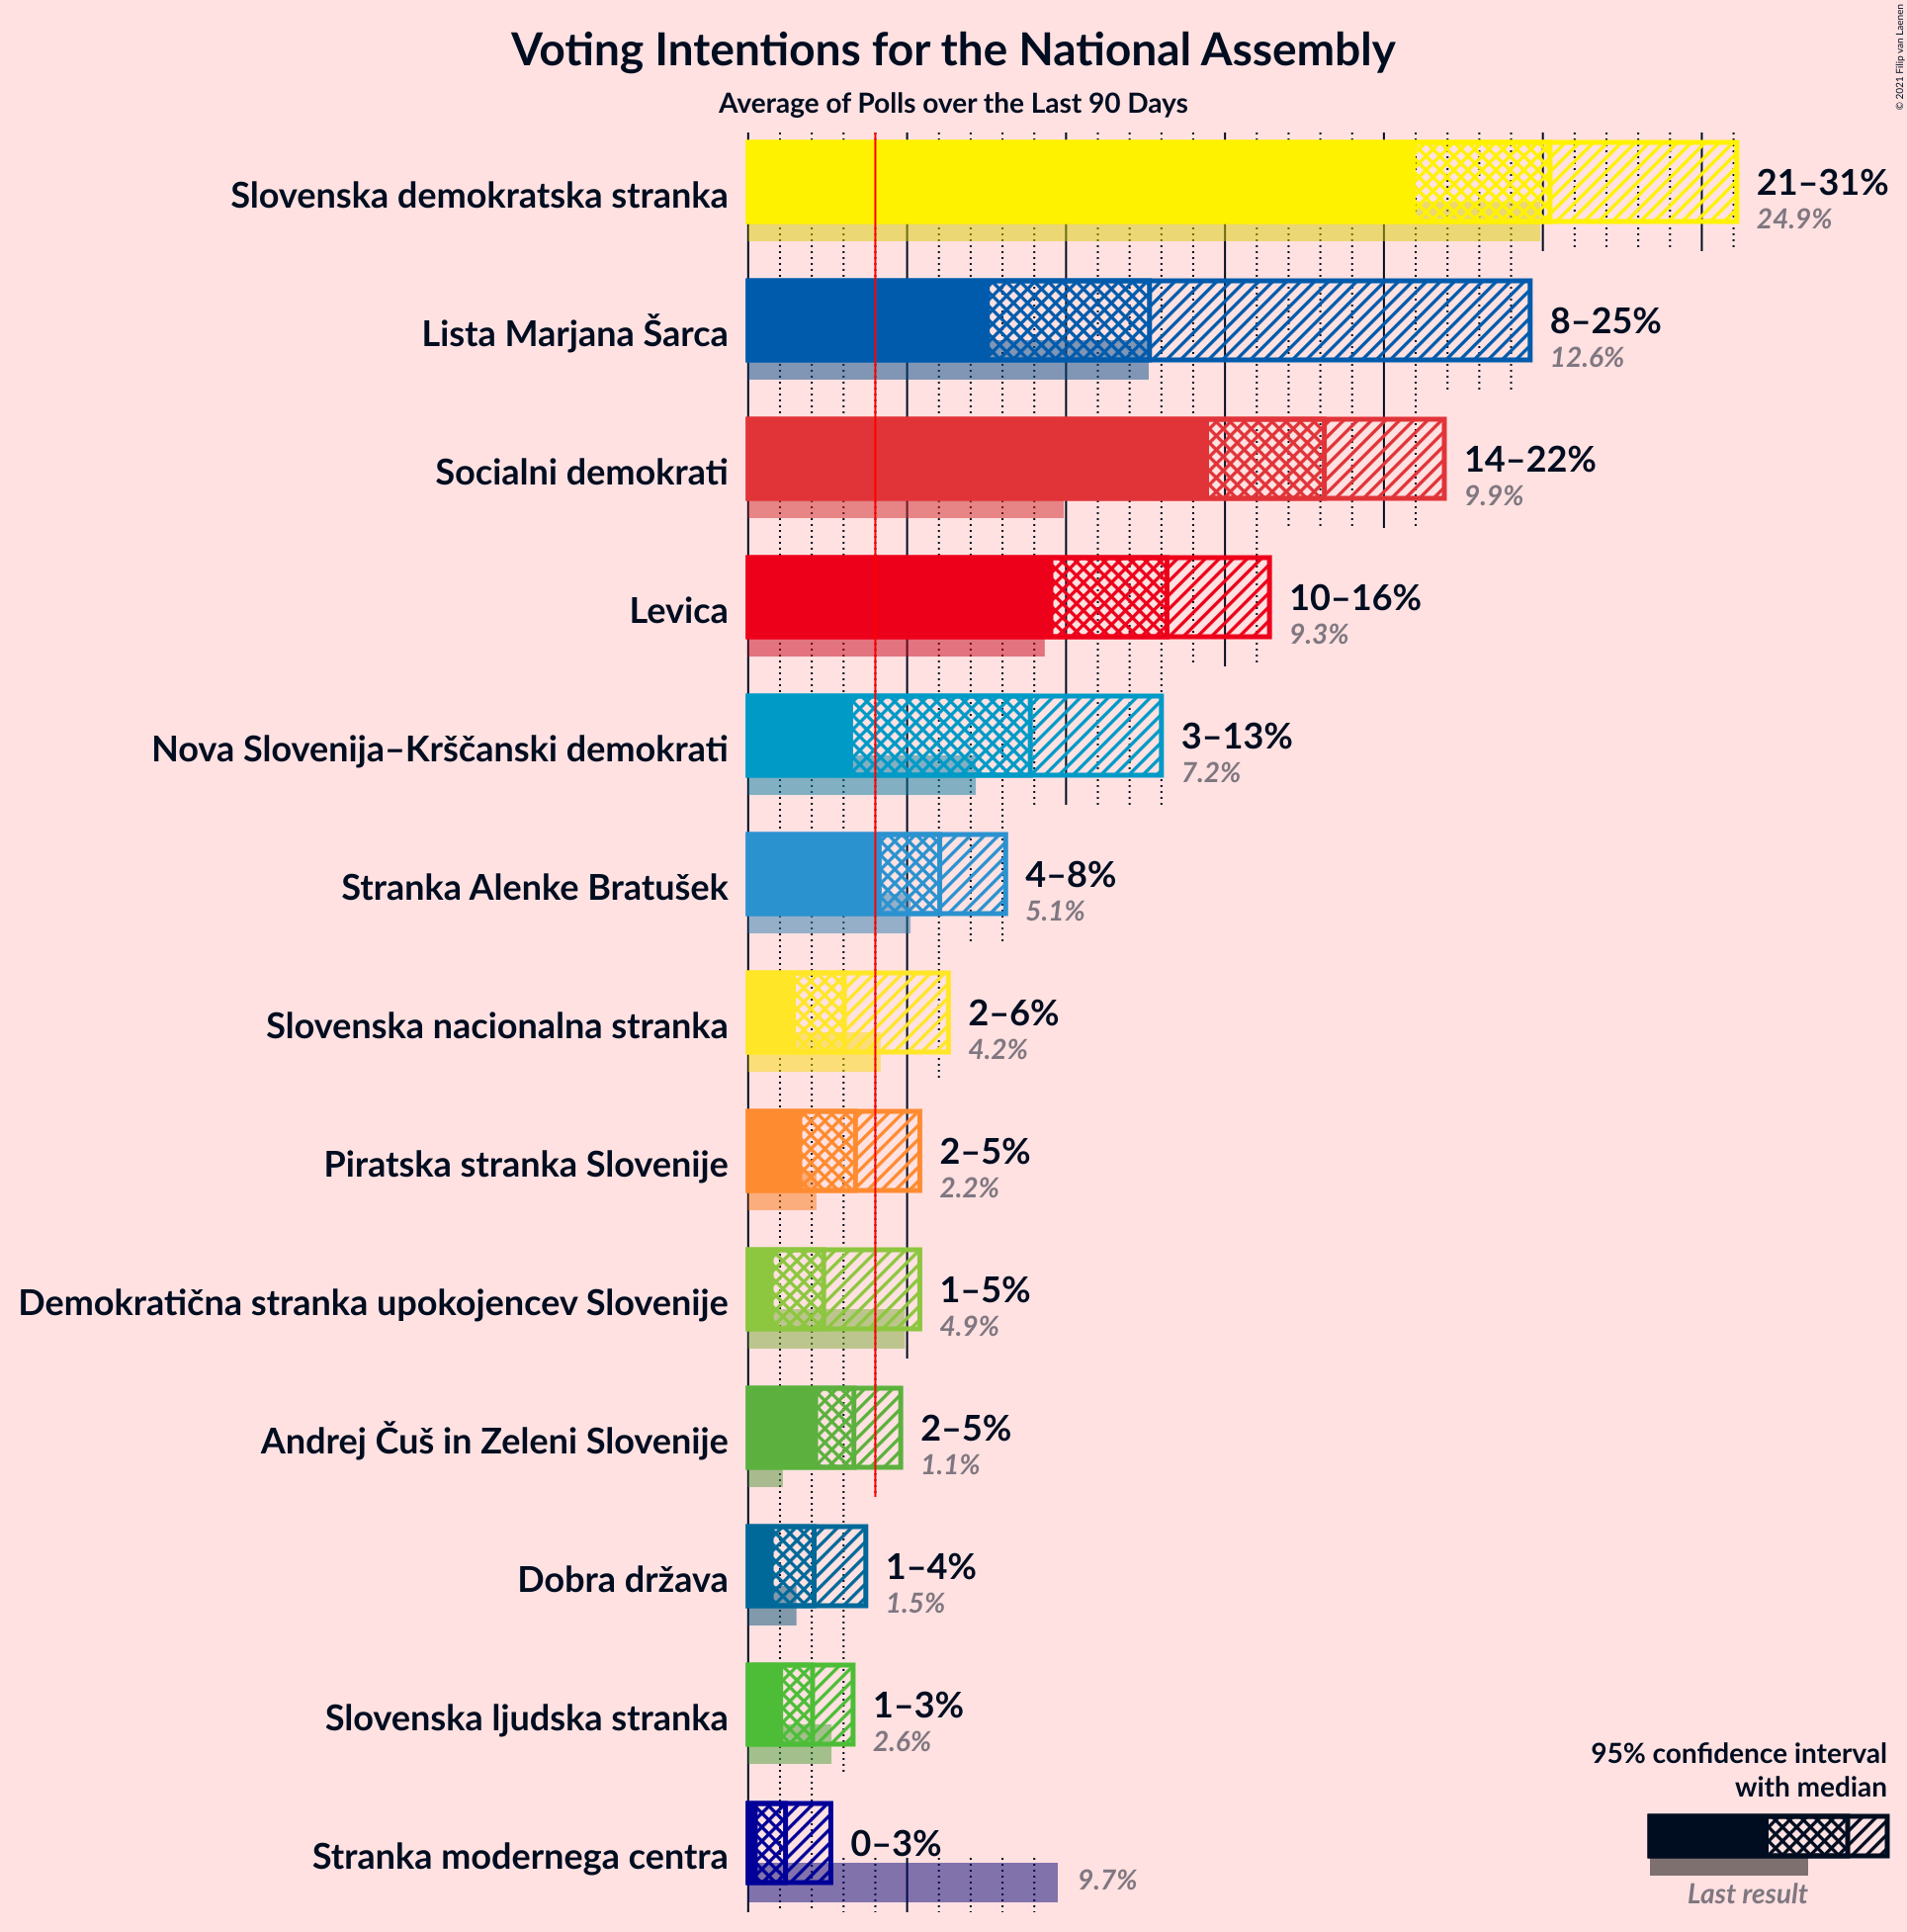 Voting Intentions for the National Assembly
Average of Polls over the Last 90 Days
© 2021 Filip van Laenen
Slovenska demokratska stranka
21–31%
24.9%
Lista Marjana Šarca
8–25%
12.6%
Socialni demokrati
14–22%
9.9%
Levica
10–16%
9.3%
Nova Slovenija–Krščanski demokrati
3–13%
7.2%
Stranka Alenke Bratušek
4–8%
5.1%
Slovenska nacionalna stranka
2–6%
4.2%
Piratska stranka Slovenije
2–5%
2.2%
Demokratična stranka upokojencev Slovenije
1–5%
4.9%
Andrej Čuš in Zeleni Slovenije
2–5%
1.1%
Dobra država
1–4%
1.5%
Slovenska ljudska stranka
1–3%
2.6%
Stranka modernega centra
0–3%
9.7%
95% confidence interval
with median
Last result